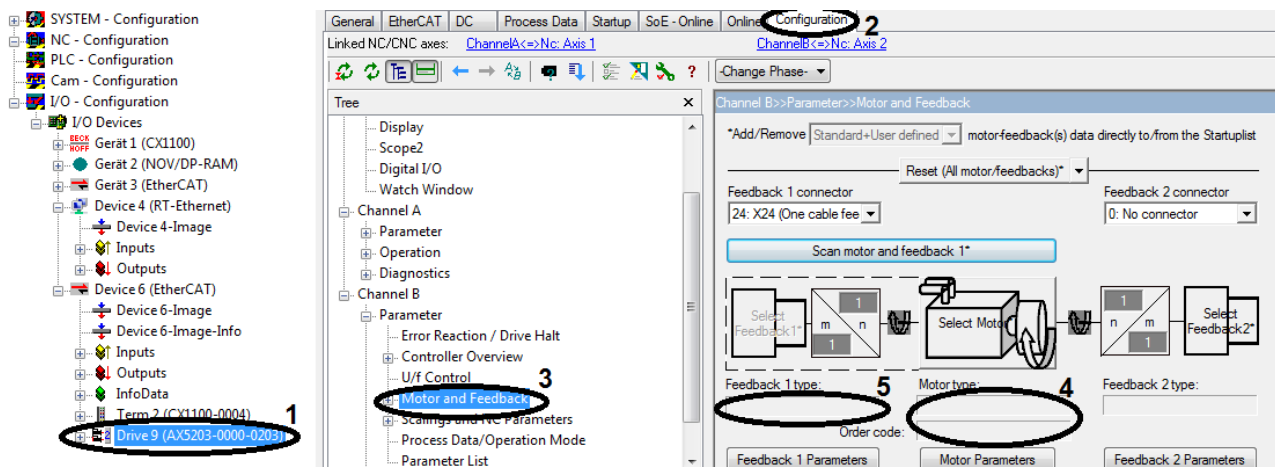 SYSTEM - Configuration
NC - Configuration
PLC - Configuration
Cam - Configuration
I/O - Configuration
I/O Devices
BECK
HOFF
Gerät 1 (CX1100)
Gerät 2 (NOV/DP-RAM)
Gerät 3 (EtherCAT)
Device 4 (RT-Ethernet)
Device 4-Image
Inputs
Outputs
Device 6 (EtherCAT)
Device 6-Image
Device 6-Image-Info
Inputs
Outputs
InfoData
Term 2 (CX1100-0004)
1
2 Drive 9 (AX5203-0000-0203)
General EtherCAT DC Process Data Startup SoE - Online Online Configuration
2
Linked NC/CNC axes: ChannelA<=>Nc: Axis 1 ChannelB<=>Nc: Axis 2
TE ? -Change Phase-
Tree x
Display
Scope2
Digital I/O
Watch Window
Channel A
Parameter
Operation
Diagnostics
Channel B
Parameter
Error Reaction / Drive Halt
Controller Overview
U/f Control
3
Motor and Feedback
Scalings and NC Parameters
Process Data/Operation Mode
Parameter List
Channel B>>Parameter>>Motor and Feedback
*Add/Remove Standard+User defined motor-feedback(s) data directly to/from the Startuplist
Reset (All motor/feedbacks)*
Feedback 1 connector Feedback 2 connector
24: X24 (One cable fee 0: No connector
Scan motor and feedback 1*
Select Feedback1* m 1 n 1 Select Motor n 1 m 1 Select Feedback2*
Feedback 1 type: 5 Motor type: 4 Feedback 2 type:
Order code:
Feedback 1 Parameters Motor Parameters Feedback 2 Parameters